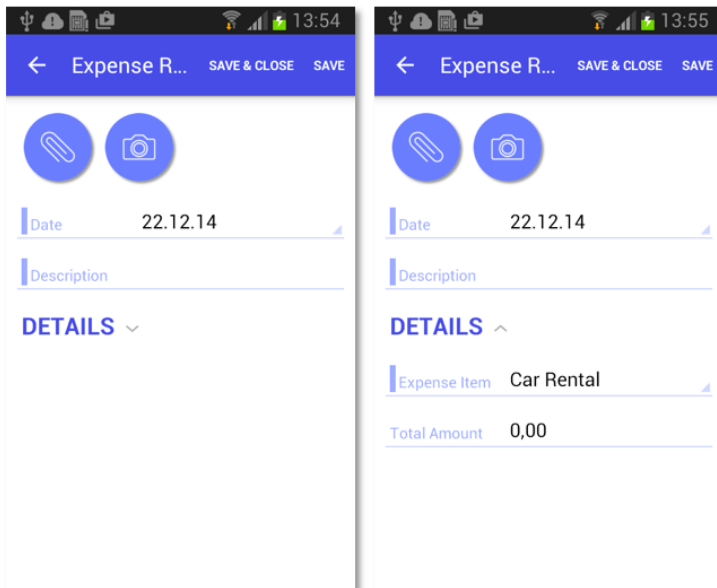 13:54
Expense R... SAVE & CLOSE SAVE
Date 22.12.14
Description
DETAILS
13:55
Expense R... SAVE & CLOSE SAVE
Date 22.12.14
Description
DETAILS
Expense Item Car Rental
Total Amount 0,00